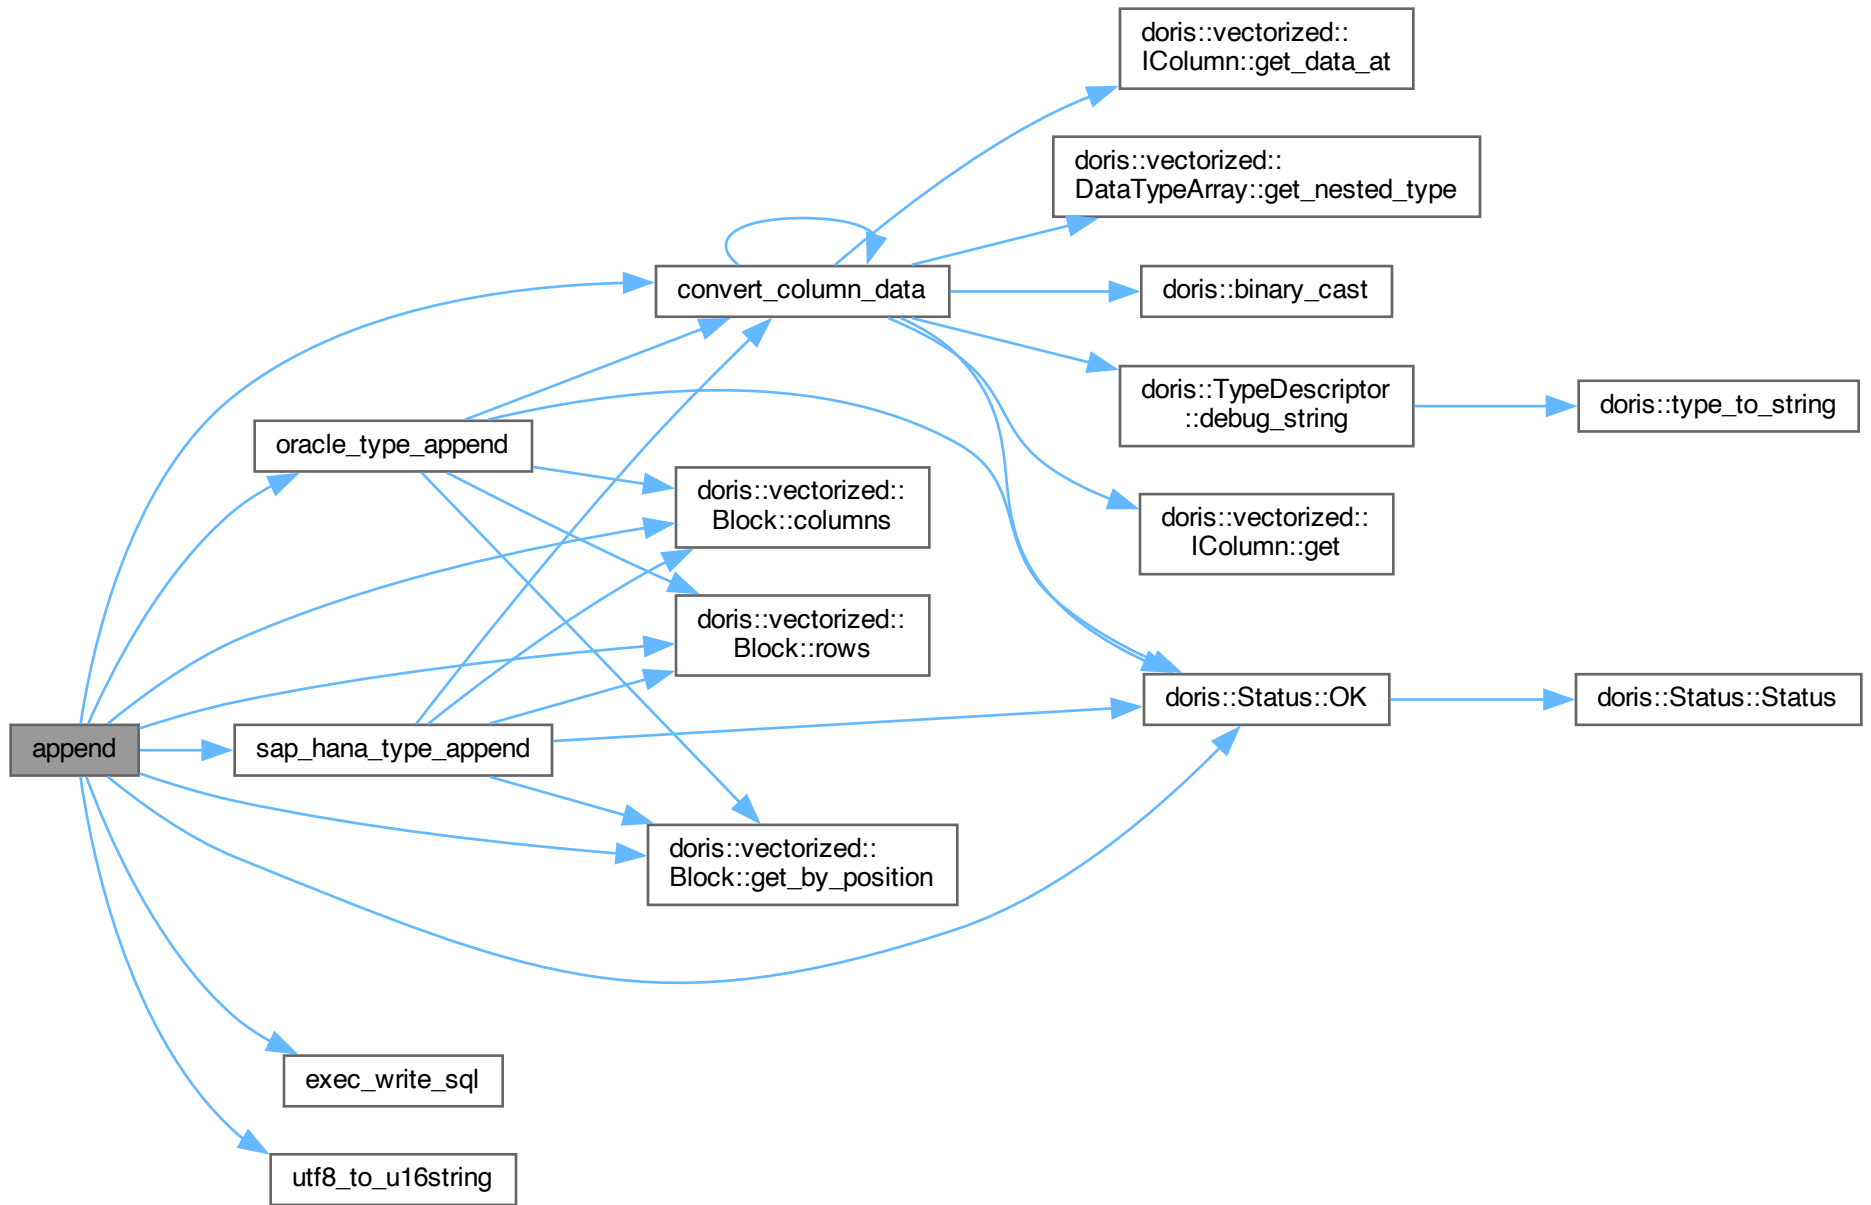 doris::vectorized::
IColumn::get_data_at
doris::vectorized::
DataTypeArray::get_nested_type
convert_column_data
doris::binary_cast
doris::TypeDescriptor
::debug_string
doris::type_to_string
oracle_type_append
doris::vectorized::
Block::columns
doris::vectorized::
IColumn::get
doris::vectorized::
Block::rows
doris::Status::OK
doris::Status::Status
append
sap_hana_type_append
doris::vectorized::
Block::get_by_position
exec_write_sql
utf8_to_u16string